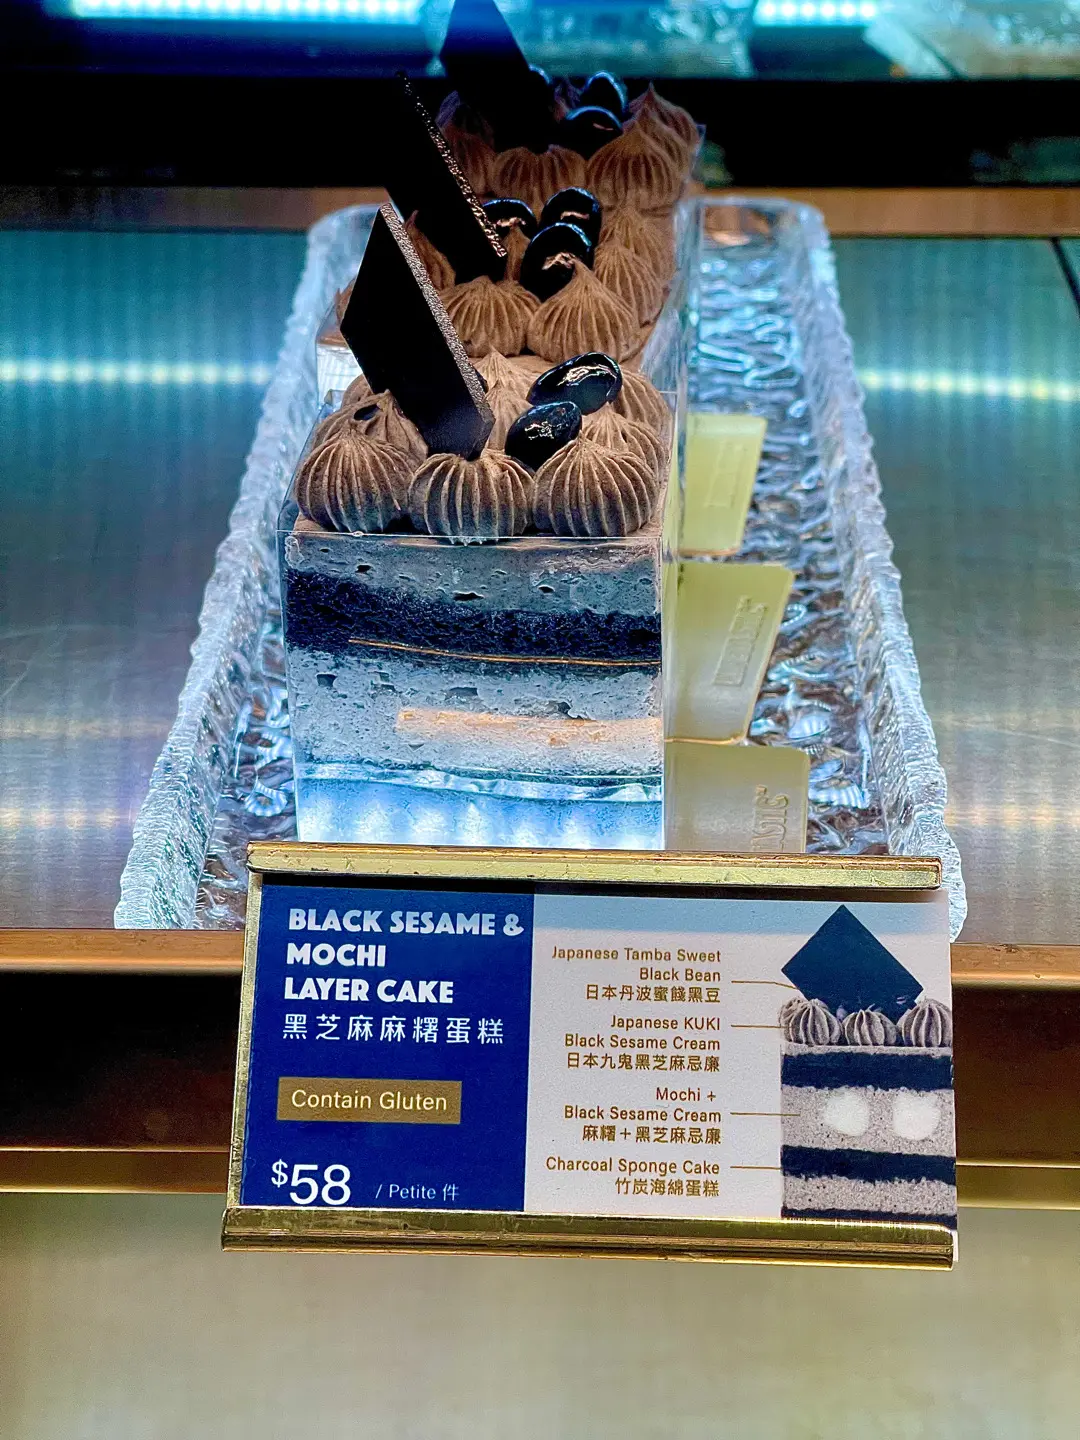 BLACK SESAME &
MOCHI
LAYER CAKE
黑芝麻麻糬蛋糕
Contain Gluten
$58 / Petite 件
Japanese Tamba Sweet
Black Bean
日本丹波蜜餞黑豆
Japanese KUKI
Black Sesame Cream
日本九鬼黑芝麻忌廉
Mochi +
Black Sesame Cream
麻糬＋黑芝麻忌廉
Charcoal Sponge Cake
竹炭海綿蛋糕